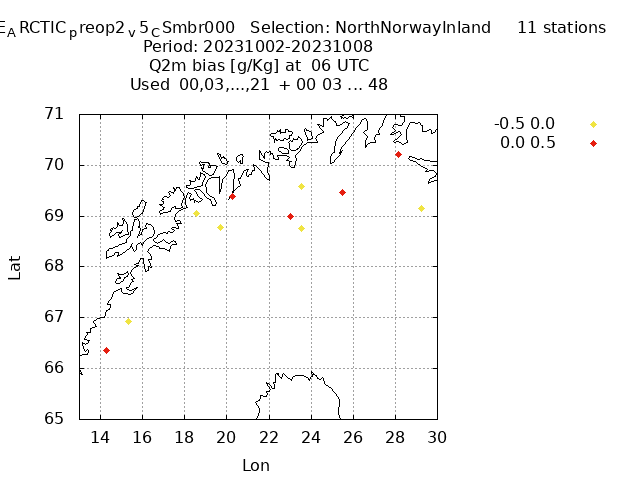 E_A RCTIC_p reop2_v 5_C Smbr000 Selection: NorthNorwayInland 11 stations
Period: 20231002-20231008
Q2m bias [g/Kg] at 06 UTC
Used 00,03,...,21 + 00 03 ... 48
-0.5 0.0
0.0 0.5
71
70
69
68
67
66
65
Lat
14 16 18 20 22 24 26 28 30
Lon